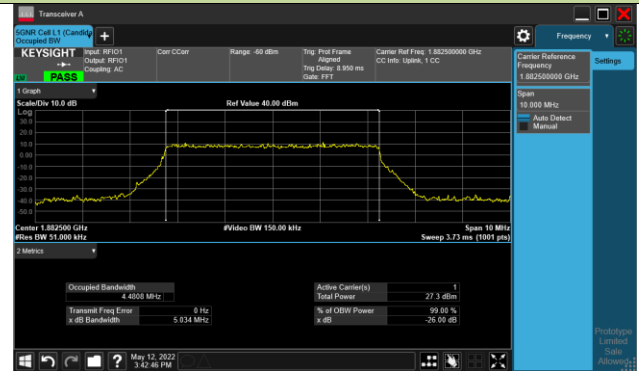 Transceiver A
5GNR Cell L1 (Candid
Occupied BW
Frequency
KEYSIGHT
PASS
Input: RFIO1
Output: RFIO1
Coupling: AC
Corr CCorr
Range: -60 dBm
Trig: Prot Frame
Aligned
Trig Delay: 8.950 ms
Gate: FFT
Carrier Ref Freq: 1.882500000 GHz
CC Info: Uplink, 1 CC
Carrier Reference
Frequency
1.882500000 GHz
Settings
Span
10.000 MHz
Auto Detect
Manual
1 Graph
Scale/Div 10.0 dB
Ref Value 40.00 dBm
Log
30.0
20.0
10.0
0.00
-10.0
-20.0
-30.0
-40.0
-50.0
Center 1.882500 GHz
#Video BW 150.00 kHz
Span 10 MHz
#Res BW 51.000 kHz
Sweep 3.73 ms (1001 pts)
2 Metrics
Occupied Bandwidth
4.4808 MHz
Transmit Freq Error 0 Hz
x dB Bandwidth 5.034 MHz
Active Carrier(s) 1
Total Power 27.3 dBm
% of OBW Power 99.00 %
x dB -26.00 dB
May 12, 2022
3:42:46 PM
Prototype
Limited
Sale
Allowed